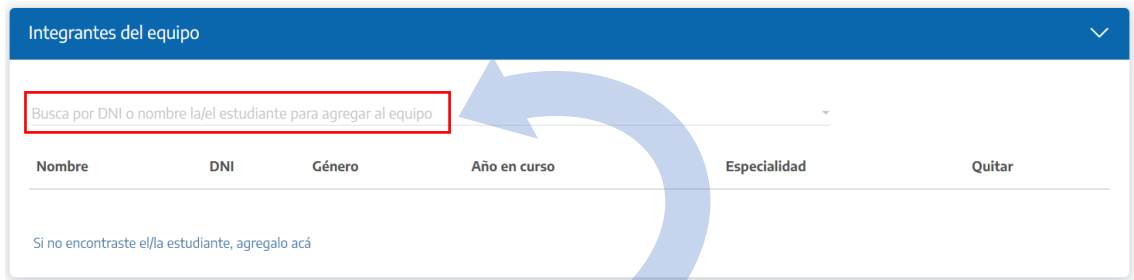 Integrantes del equipo
Busca por DNI o nombre la/el estudiante para agregar al equipo
Nombre DNI Género Año en curso Especialidad Quitar
Si no encontraste el/la estudiante, agregalo acá